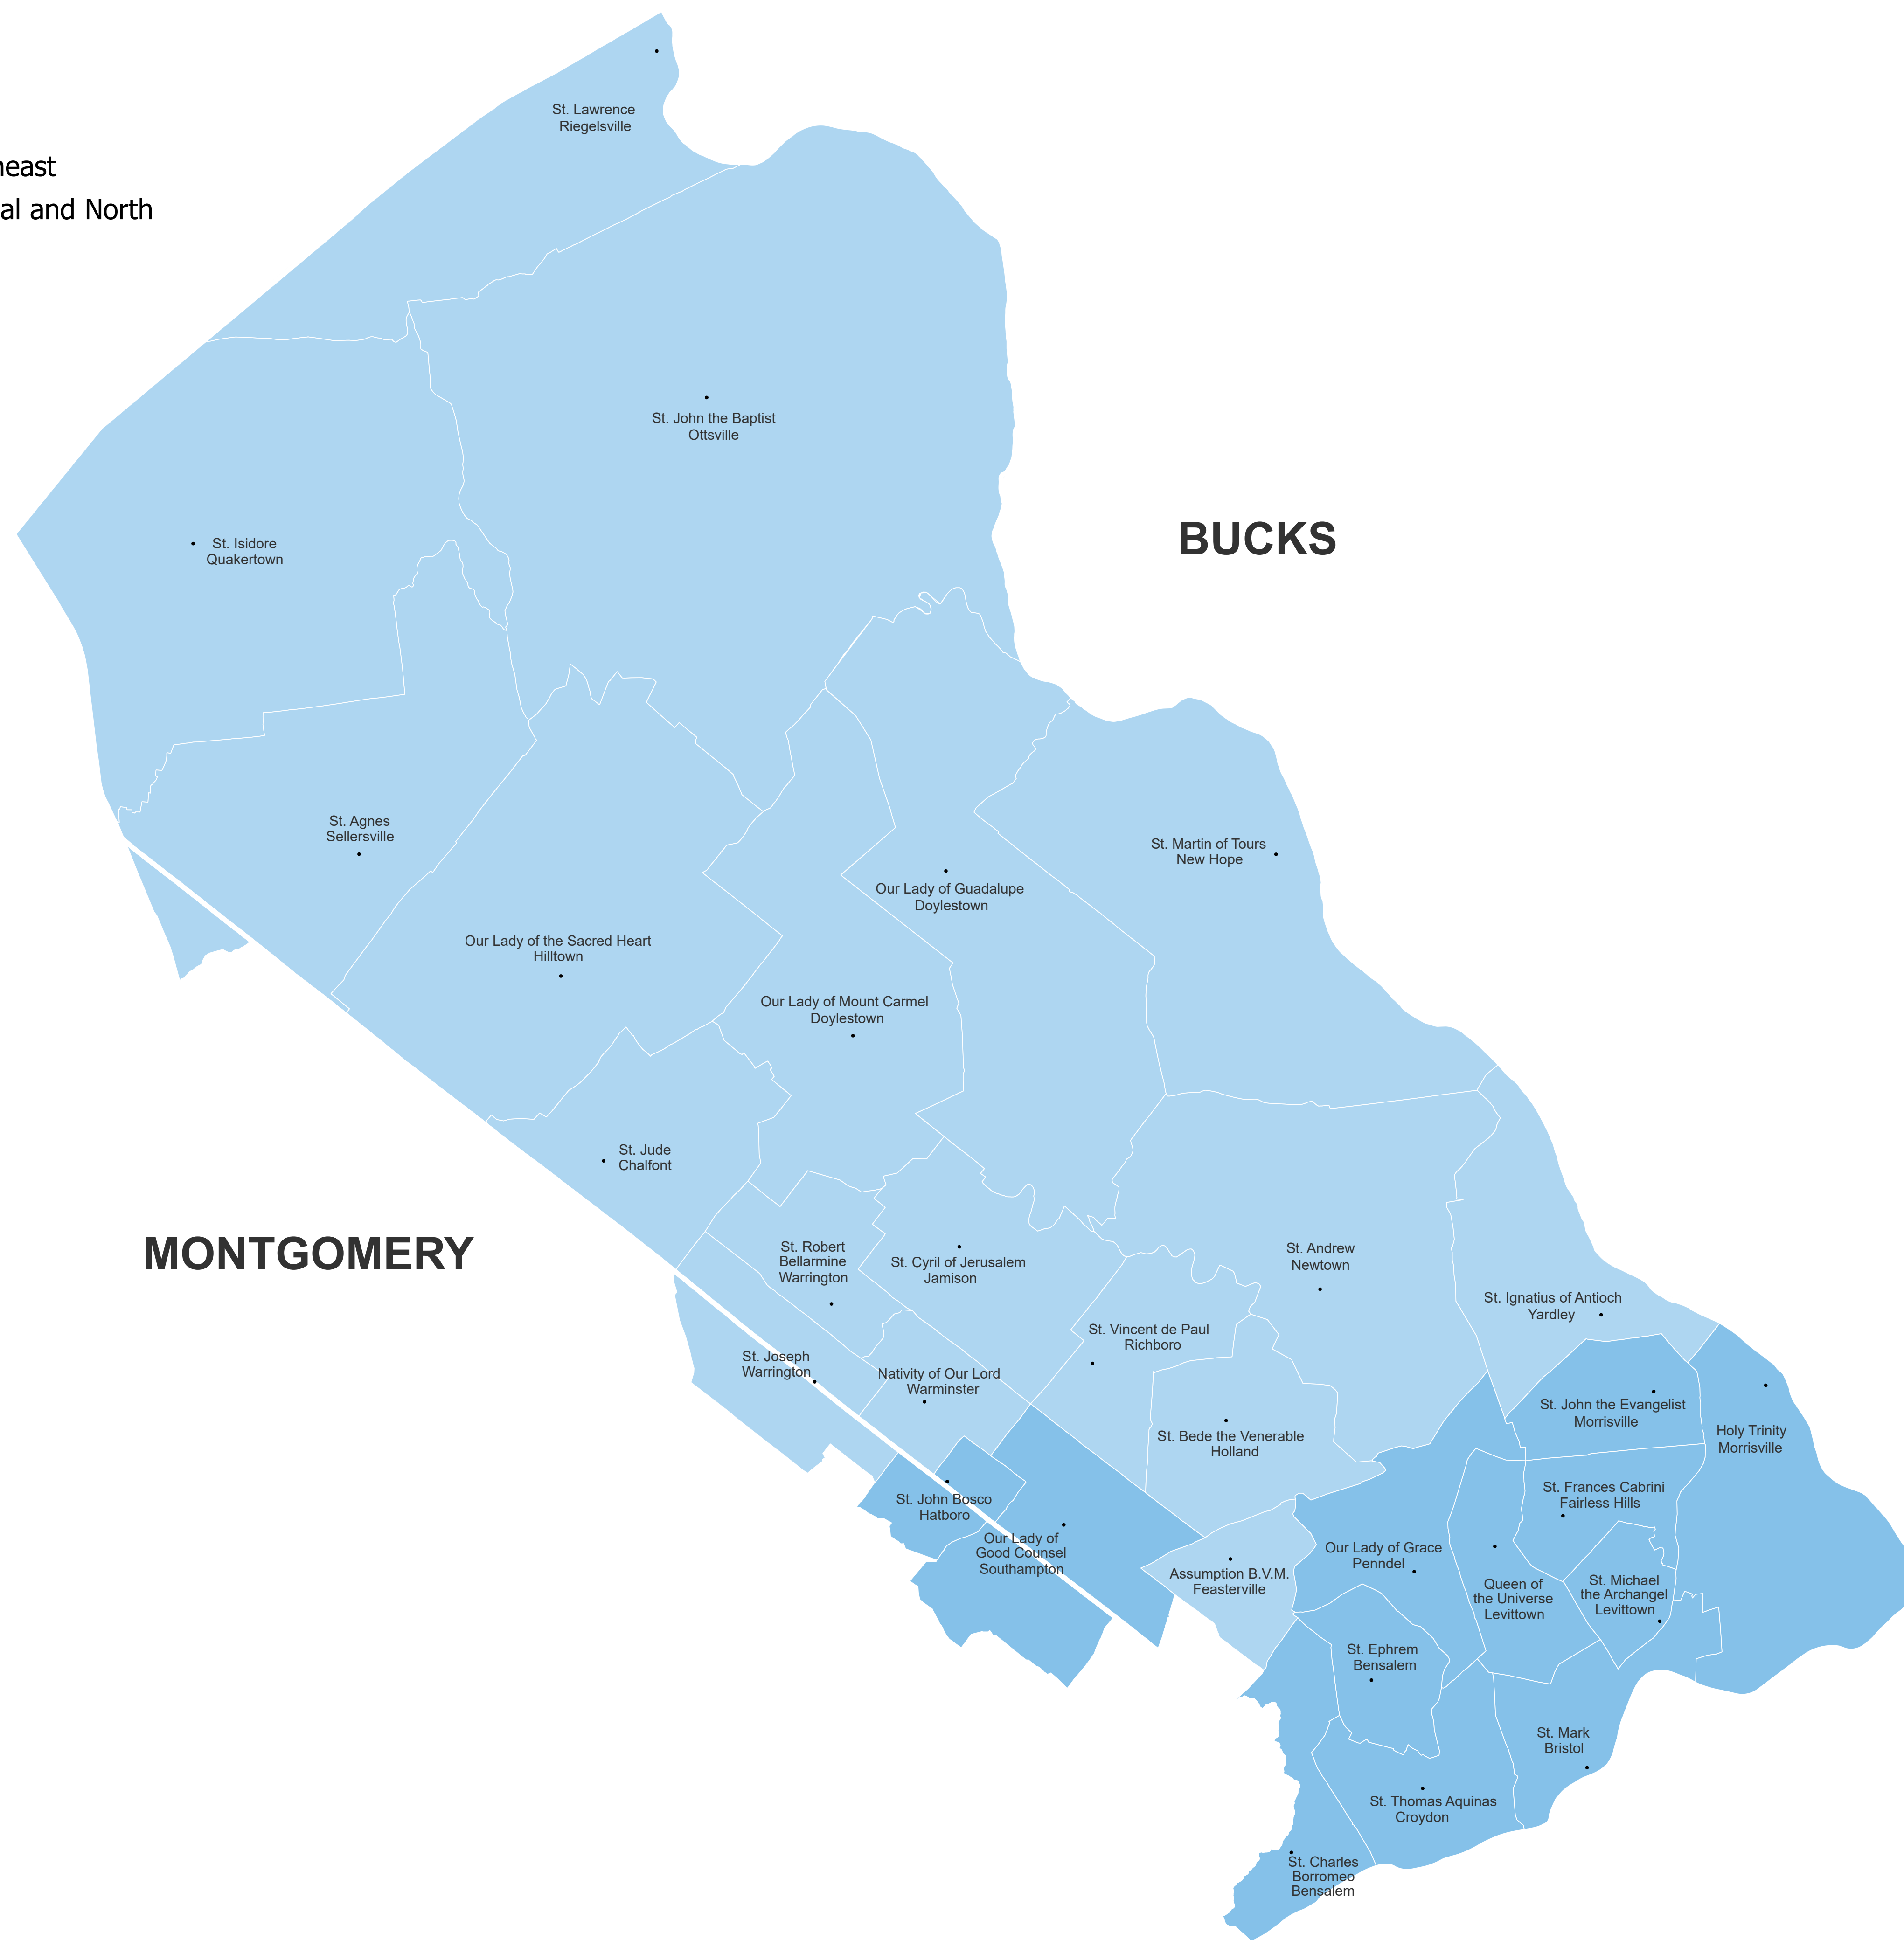 St. Lawrence
Riegelsville
al and North
St. John the Baptist
Ottsville
BUCKS
St. Isidore
Quakertown
St. Agnes
Sellersville
St. Martin of Tours
New Hope
Our Lady of Guadalupe
Doylestown
Our Lady of the Sacred Heart
Hilltown
Our Lady of Mount Carmel
Doylestown
St. Jude
Chalfont
MONTGOMERY
St. Robert
Bellarmine
Warrington
St. Cyril of Jerusalem
Jamison
St. Andrew
Newtown
St. Ignatius of Antioch
Yardley
St. Vincent de Paul
Richboro
St. Joseph
Warrington
Nativity of Our Lord
Warminster
St. John the Evangelist
Morrisville
Holy Trinity
Morrisville
St. Bede the Venerable
Holland
St. Frances Cabrini
Fairless Hills
St. John Bosco
Hatboro
Our Lady of
Good Counsel
Southampton
Our Lady of Grace
Penndel
Assumption B.V.M.
Feasterville
Queen of
the Universe
Levittown
St. Michael
the Archangel
Levittown
St. Ephrem
Bensalem
St. Mark
Bristol
St. Thomas Aquinas
Croydon
St. Charles
Borromeo
Bensalem